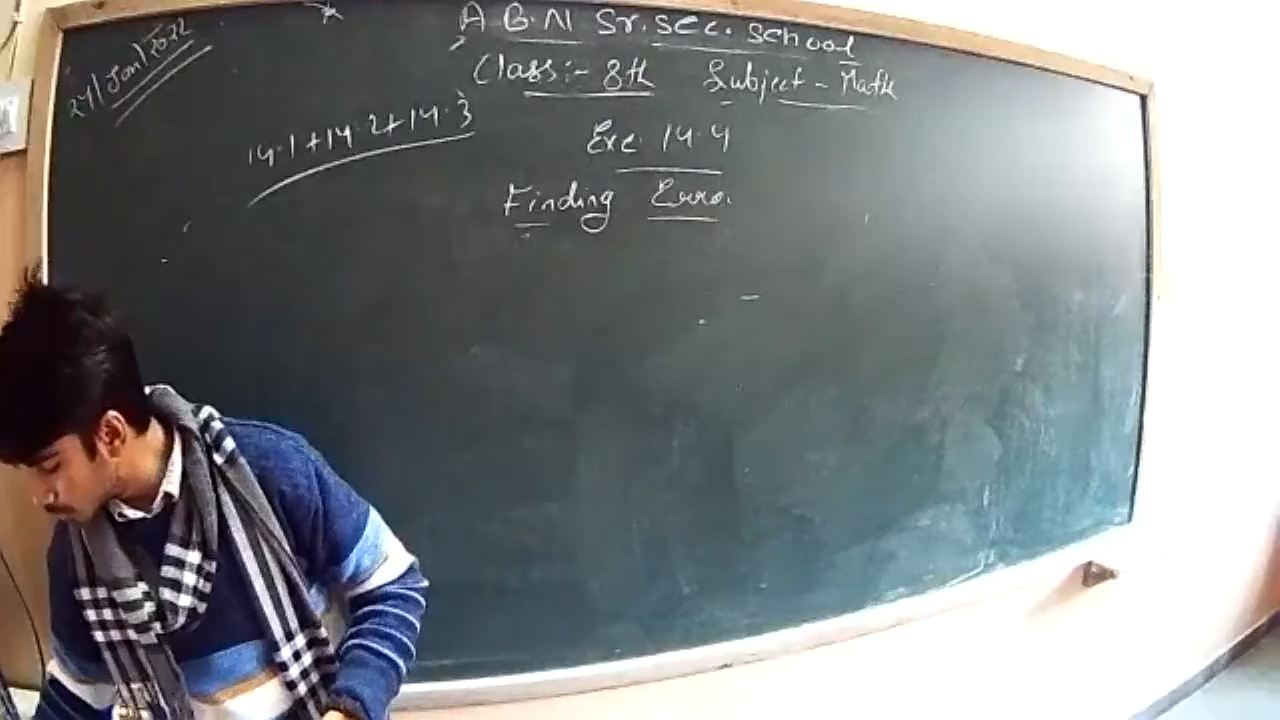 24/Jan/2022
A B.N Sr. sec. school
Class:- 8th Subject - Math
14.1+14.2+14.3
Exe. 14.4
Finding Erro.